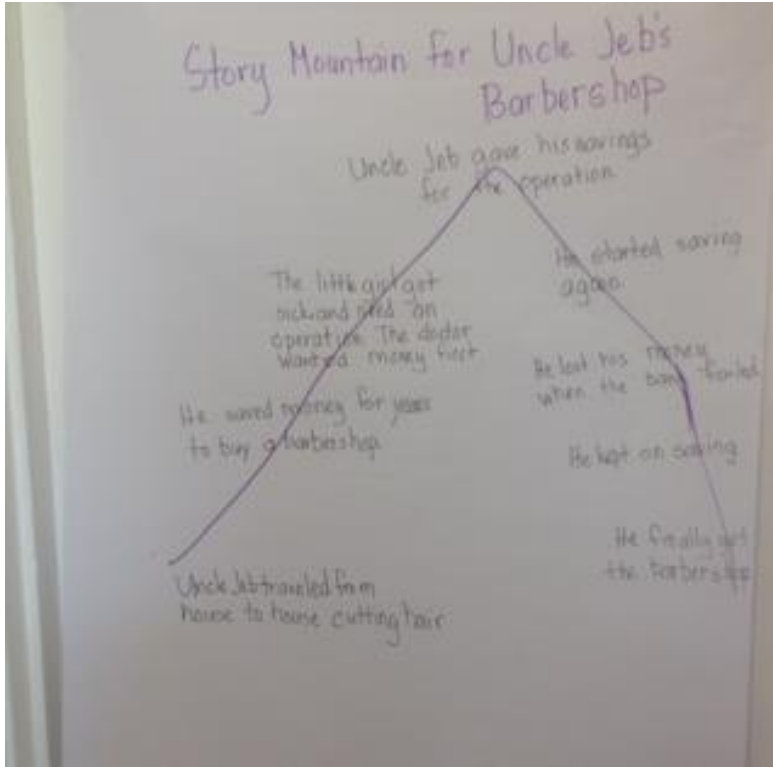 Story Mountain for Uncle Jeb's
Barbershop
Uncle Jeb gave his savings
for the operation
The little girl got
sick and need an
operation. The doctor
wanted money first
He saved money for years
to buy a barbershop
Uncle Jeb traveled from
house to house cutting hair
He started saving
again.
He lost his money
when the bank failed
He kept on saving
He finally got
the barbershop